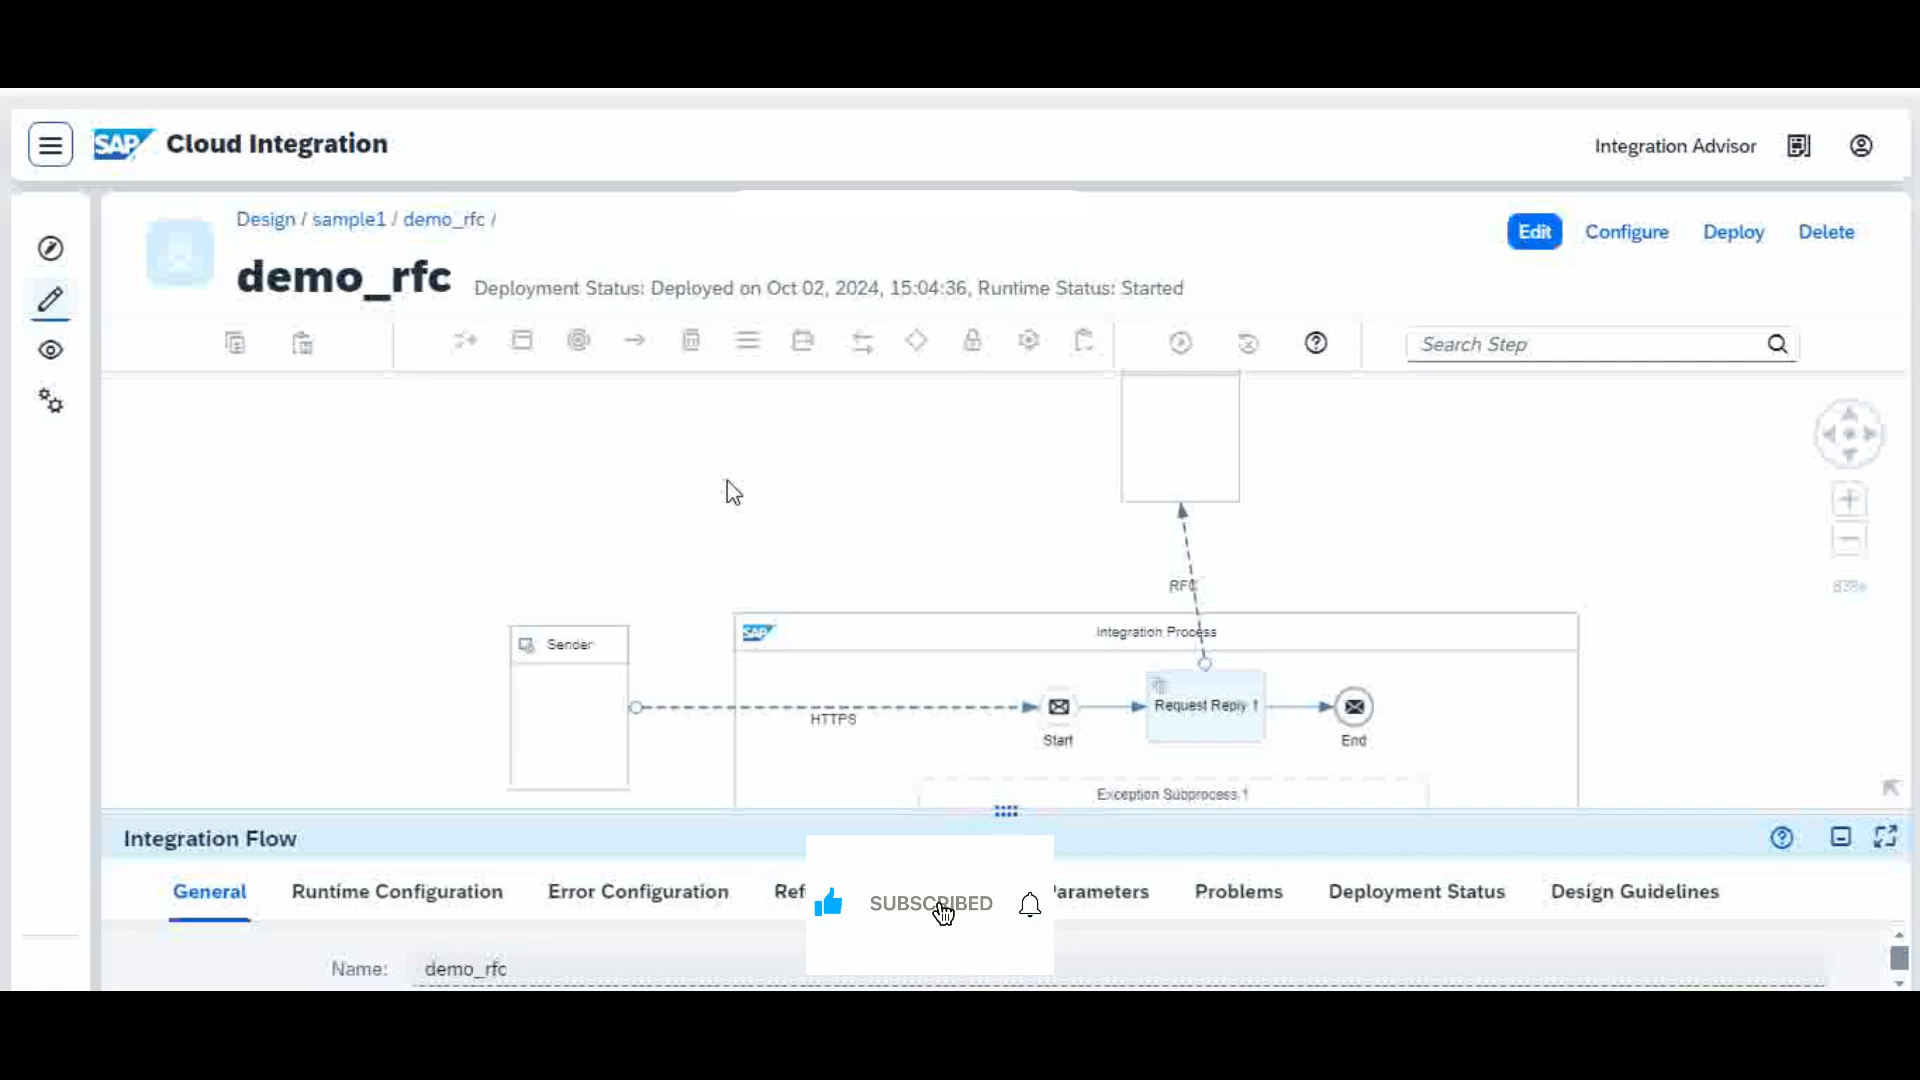 SAP Cloud Integration
Integration Advisor
Design / sample1 / demo_rfc /
Edit Configure Deploy Delete
demo_rfc Deployment Status: Deployed on Oct 02, 2024, 15:04:36, Runtime Status: Started
Search Step
RFC
SAP Integration Process
Sender
Request Reply 1
HTTPS
Start
End
Exception Subprocess 1
Integration Flow
General Runtime Configuration Error Configuration Ref arameters Problems Deployment Status Design Guidelines
SUBSCRIBED
Name: demo_rfc